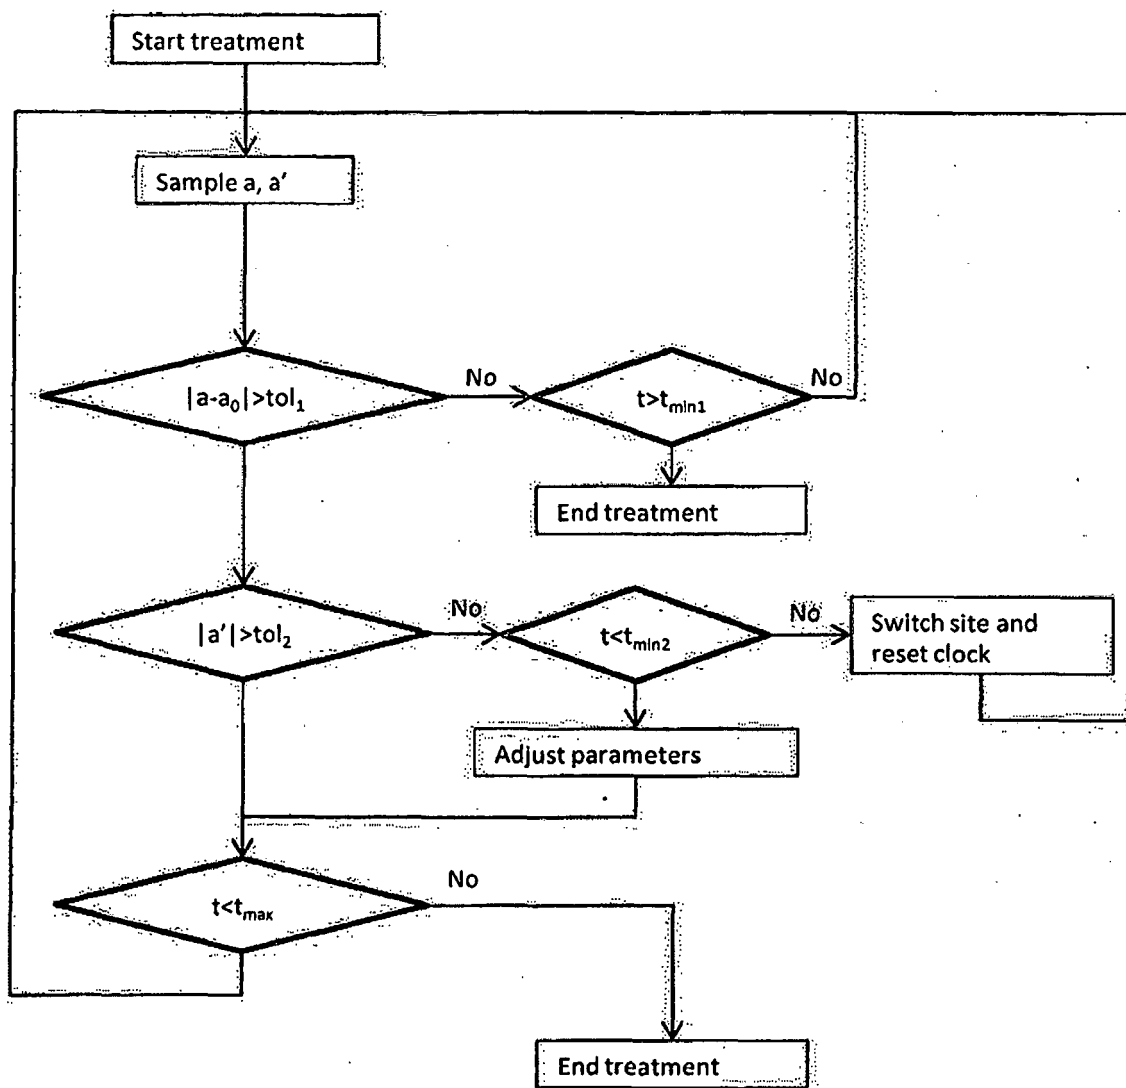 Start treatment
Sample a, a'
|a-a₀|>tol₁
No
t>tₘᵢₙ₁
No
End treatment
|a'|>tol₂
No
t<tₘᵢₙ₂
No
Switch site and
reset clock
Adjust parameters
t<tₘₐₓ
No
End treatment